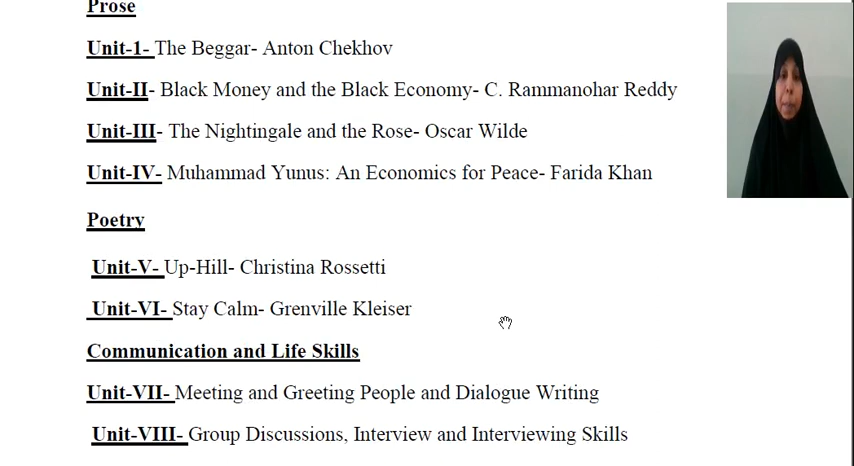 Prose
Unit-1- The Beggar- Anton Chekhov
Unit-II- Black Money and the Black Economy- C. Rammanohar Reddy
Unit-III- The Nightingale and the Rose- Oscar Wilde
Unit-IV- Muhammad Yunus: An Economics for Peace- Farida Khan
Poetry
Unit-V- Up-Hill- Christina Rossetti
Unit-VI- Stay Calm- Grenville Kleiser
Communication and Life Skills
Unit-VII- Meeting and Greeting People and Dialogue Writing
Unit-VIII- Group Discussions, Interview and Interviewing Skills